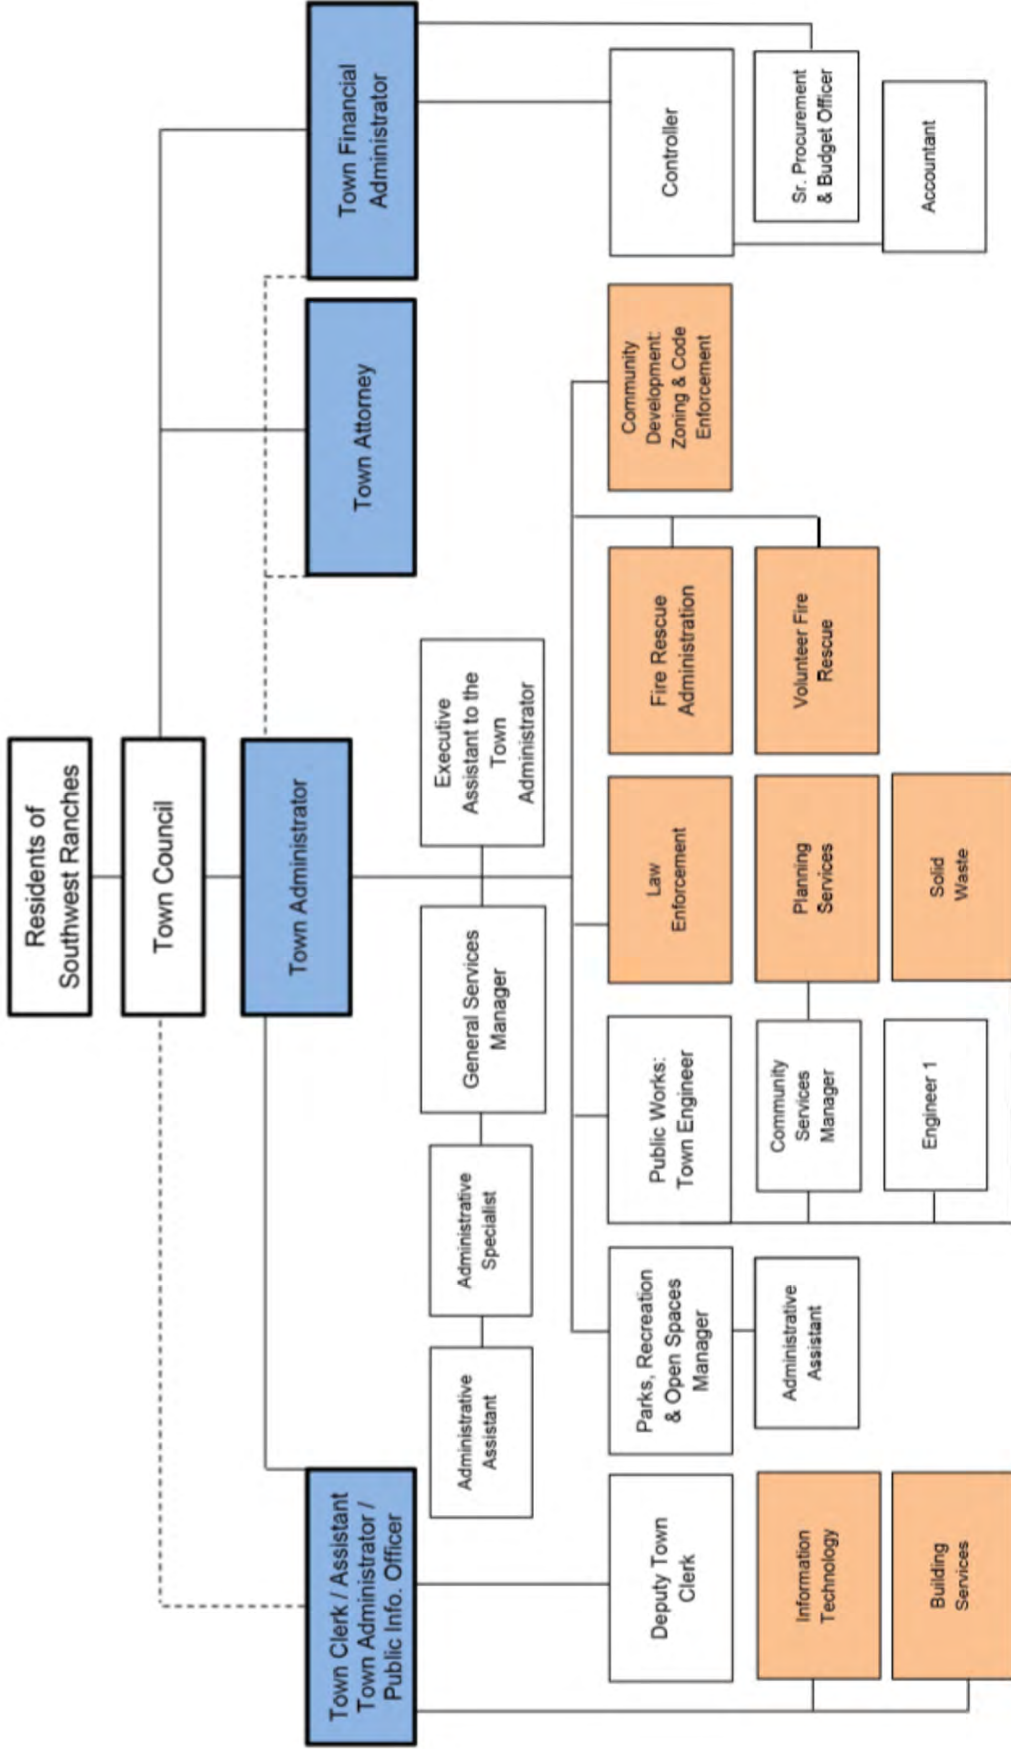 Residents of
Southwest Ranches
Town Council
Town Administrator
Town Clerk / Assistant
Town Administrator /
Public Info. Officer
Town Attorney
Town Financial
Administrator
Administrative
Assistant
Administrative
Specialist
General Services
Manager
Executive
Assistant to the
Town
Administrator
Deputy Town
Clerk
Parks, Recreation
& Open Spaces
Manager
Public Works:
Town Engineer
Law
Enforcement
Fire Rescue
Administration
Community
Development:
Zoning & Code
Enforcement
Controller
Information
Technology
Administrative
Assistant
Community
Services
Manager
Planning
Services
Volunteer Fire
Rescue
Sr. Procurement
& Budget Officer
Building
Services
Engineer 1
Solid
Waste
Accountant